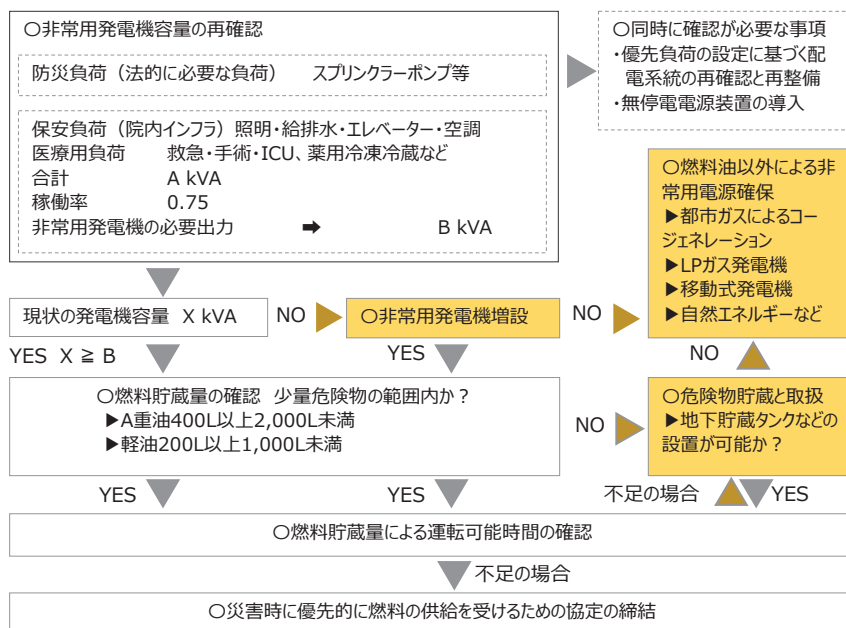 〇非常用発電機容量の再確認
防災負荷（法的に必要な負荷） スプリンクラーポンプ等
保安負荷（院内インフラ）照明・給排水・エレベーター・空調
医療用負荷 救急・手術・ICU、薬用冷凍冷蔵など
合計 A kVA
稼働率 0.75
非常用発電機の必要出力 ➡ B kVA
〇同時に確認が必要な事項
・優先負荷の設定に基づく配
電系統の再確認と再整備
・無停電電源装置の導入
〇燃料油以外による非
常用電源確保
▶都市ガスによるコー
ジェネレーション
▶LPガス発電機
▶移動式発電機
▶自然エネルギーなど
現状の発電機容量 X kVA
NO
〇非常用発電機増設
NO
YES X ≧ B
YES
NO
〇燃料貯蔵量の確認 少量危険物の範囲内か？
▶A重油400L以上2,000L未満
▶軽油200L以上1,000L未満
NO
〇危険物貯蔵と取扱
▶地下貯蔵タンクなどの
設置が可能か？
YES
YES
不足の場合
YES
〇燃料貯蔵量による運転可能時間の確認
不足の場合
〇災害時に優先的に燃料の供給を受けるための協定の締結